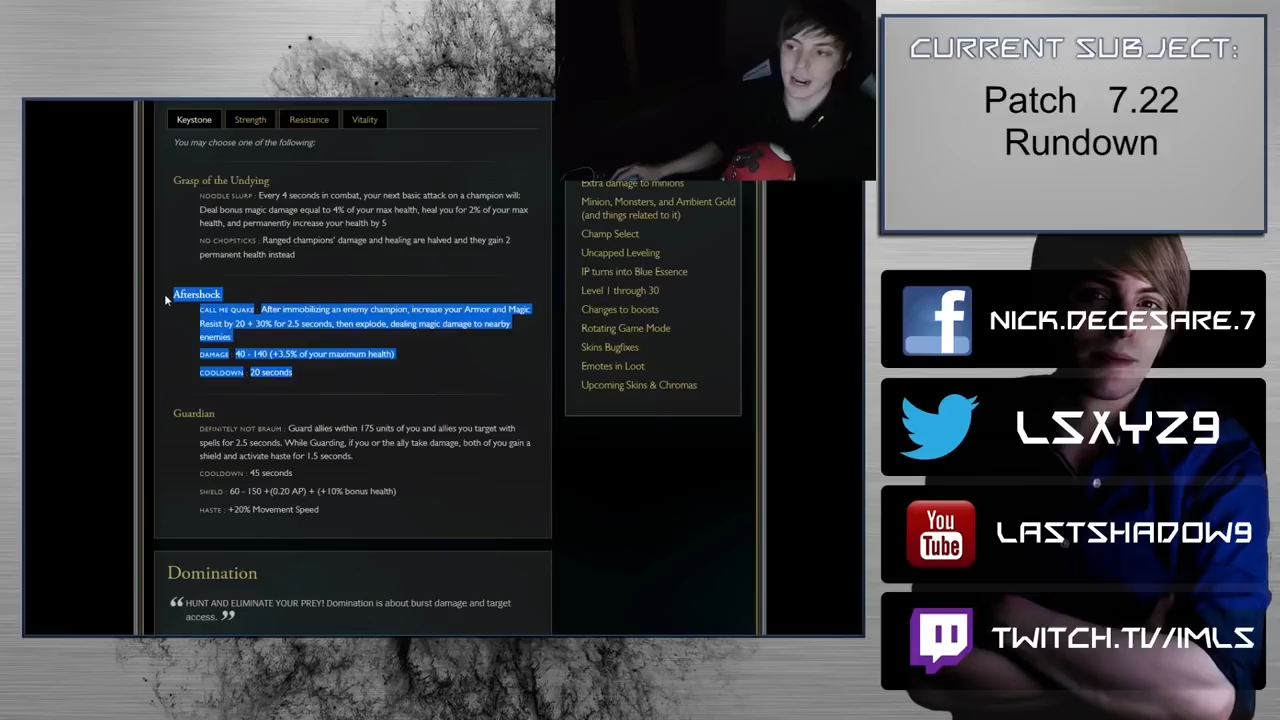 CURRENT SUBJECT:
Patch 7.22
Rundown
Keystone
Strength
Resistance
Vitality
You may choose one of the following:
Grasp of the Undying
NOODLE SLURP : Every 4 seconds in combat, your next basic attack on a champion will:
Deal bonus magic damage equal to 4% of your max health, heal you for 2% of your max
health, and permanently increase your health by 5
NO CHOPSTICKS : Ranged champions' damage and healing are halved and they gain 2
permanent health instead
Aftershock
CALL ME QUAKE : After immobilizing an enemy champion, increase your Armor and Magic
Resist by 20 + 30% for 2.5 seconds, then explode, dealing magic damage to nearby
enemies
DAMAGE : 40 - 140 (+3.5% of your maximum health)
COOLDOWN : 20 seconds
Guardian
DEFINITELY NOT BRAUM : Guard allies within 175 units of you and allies you target with
spells for 2.5 seconds. While Guarding, if you or the ally take damage, both of you gain a
shield and activate haste for 1.5 seconds.
COOLDOWN : 45 seconds
SHIELD : 60 - 150 +(0.20 AP) + (+10% bonus health)
HASTE : +20% Movement Speed
Domination
HUNT AND ELIMINATE YOUR PREY! Domination is about burst damage and target
access.
Extra damage to minions
Minion, Monsters, and Ambient Gold
(and things related to it)
Champ Select
Uncapped Leveling
IP turns into Blue Essence
Level 1 through 30
Changes to boosts
Rotating Game Mode
Skins Bugfixes
Emotes in Loot
Upcoming Skins & Chromas
f
NICK.DECESARE.7
LSXYZ9
You
Tube
LASTSHADOW9
TWITCH.TV/IMLS